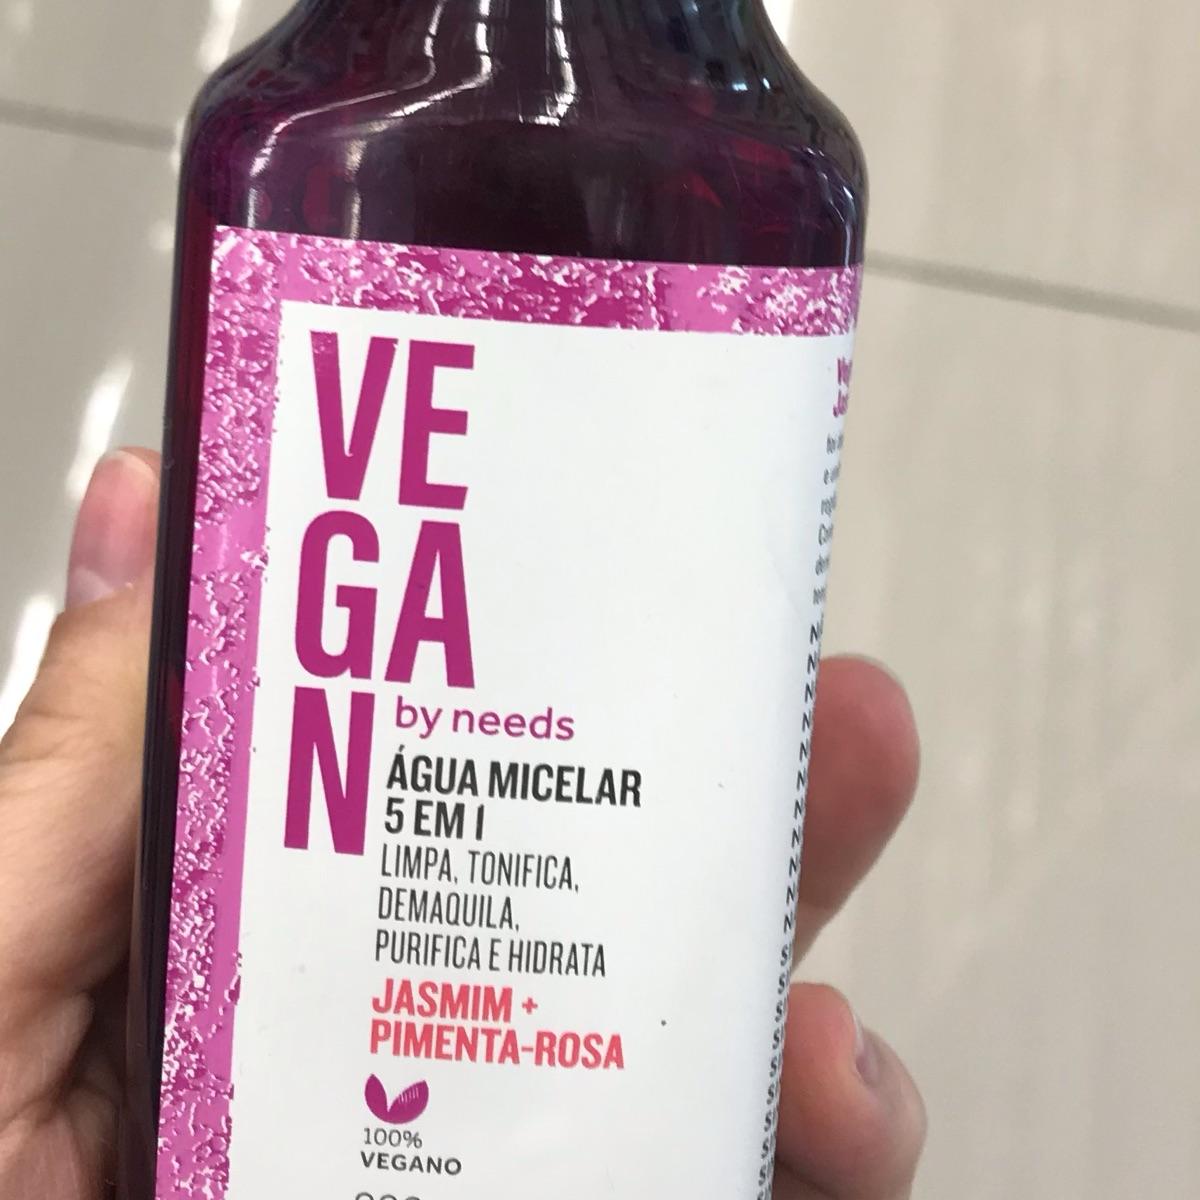 VE
GA
N
by needs
ÁGUA MICELAR
5 EM 1
LIMPA, TONIFICA,
DEMAQUILA,
PURIFICA E HIDRATA
JASMIM +
PIMENTA-ROSA
100%
VEGANO